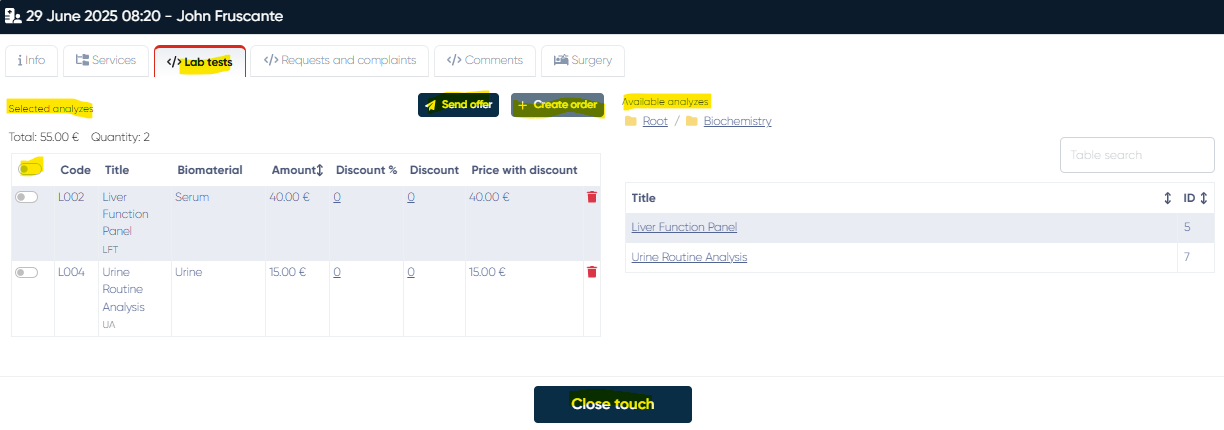 29 June 2025 08:20 - John Fruscante
Info
Services
</> Lab tests
</> Requests and complaints
</> Comments
Surgery
Selected analyzes
Send offer
+ Create order
Total: 55.00 € Quantity: 2
Code Title Biomaterial Amount Discount % Discount Price with discount
L002 Liver Serum 40.00 € 0 0 40.00 €
Function
Panel
LFT
L004 Urine Urine 15.00 € 0 0 15.00 €
Routine
Analysis
UA
Available analyzes
Root / Biochemistry
Table search
Title ID
Liver Function Panel 5
Urine Routine Analysis 7
Close touch